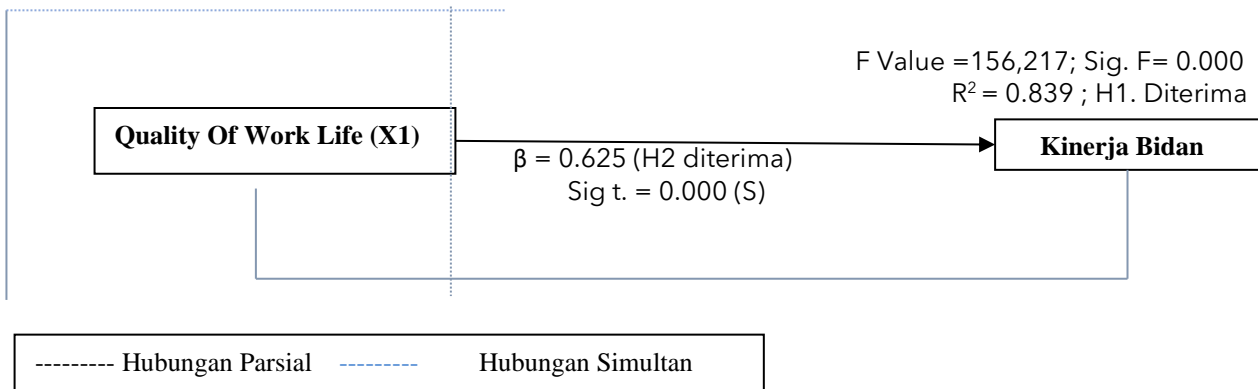 F Value =156,217; Sig. F= 0.000
R² = 0.839 ; H1. Diterima
Quality Of Work Life (X1)
Kinerja Bidan
β = 0.625 (H2 diterima)
Sig t. = 0.000 (S)
--------- Hubungan Parsial --------- Hubungan Simultan